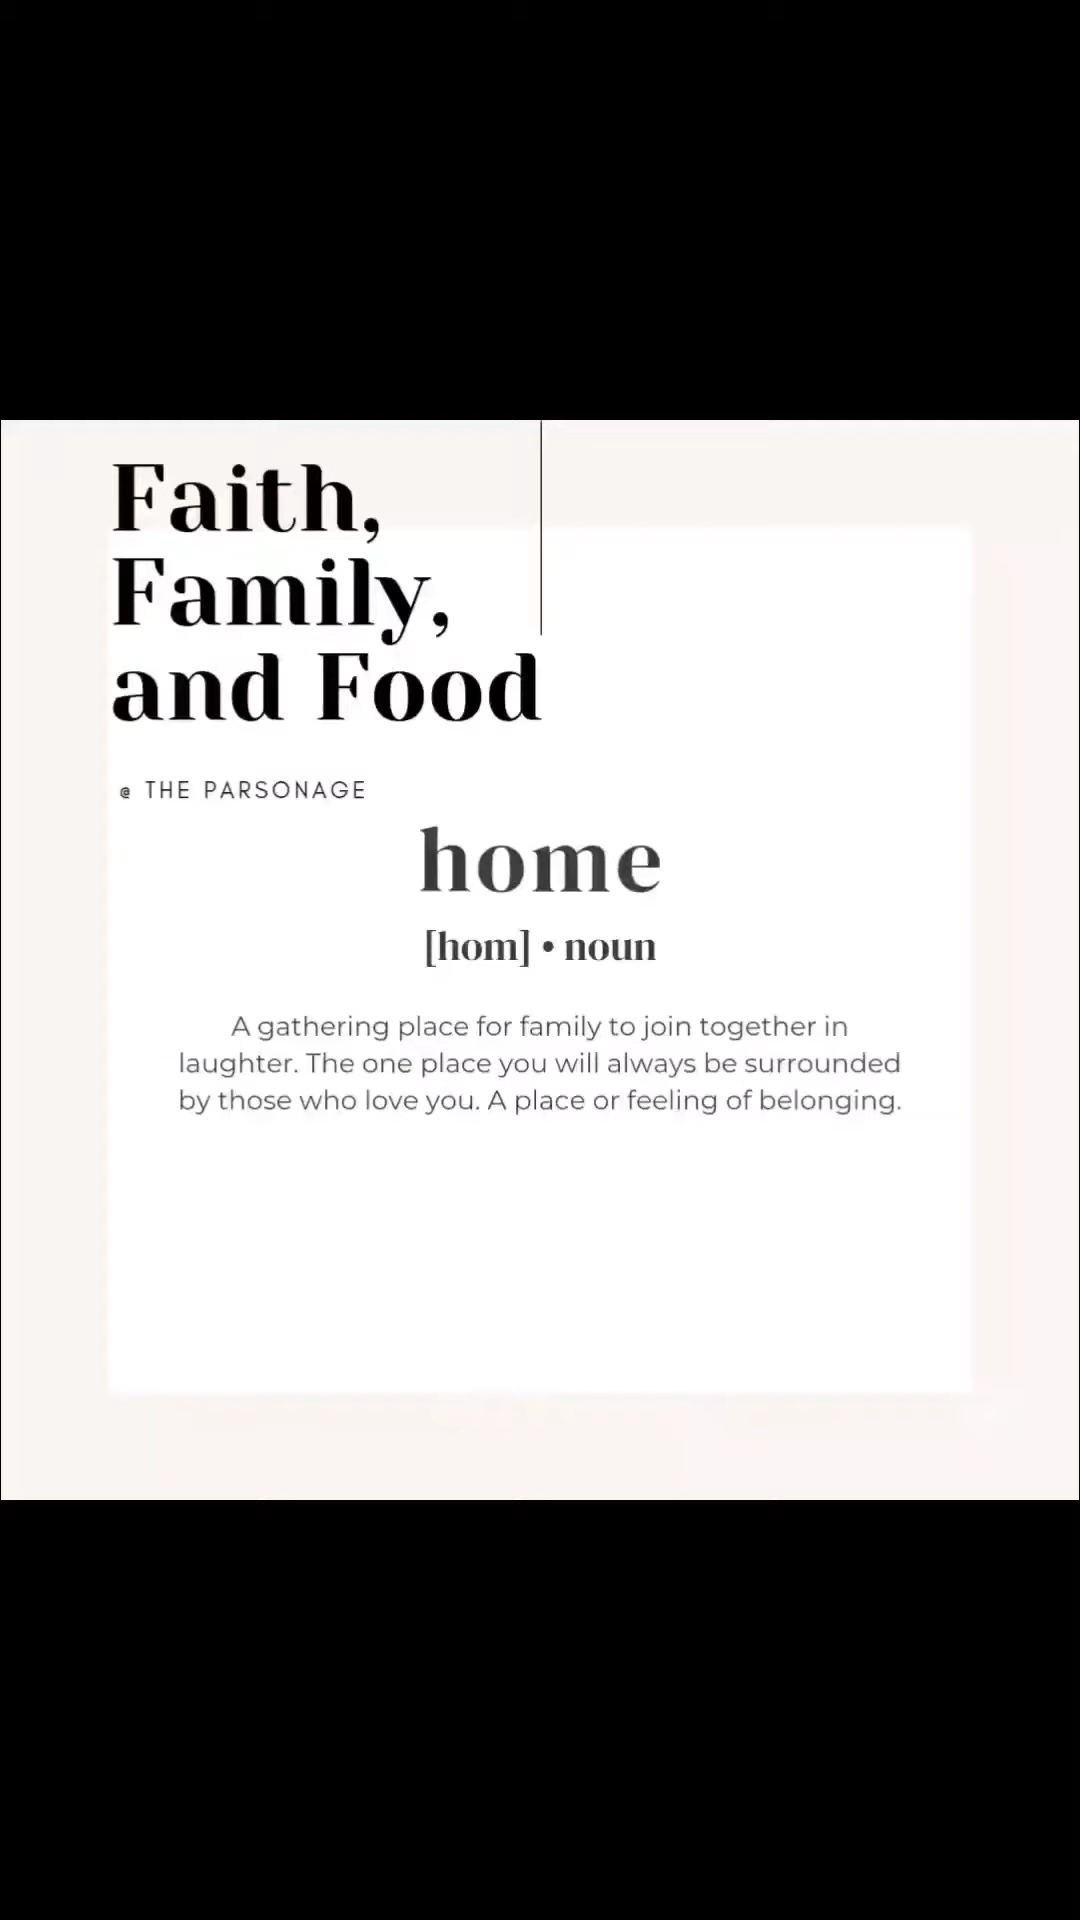 Faith,
Family,
and Food
@ THE PARSONAGE
home
[hom] • noun
A gathering place for family to join together in
laughter. The one place you will always be surrounded
by those who love you. A place or feeling of belonging.